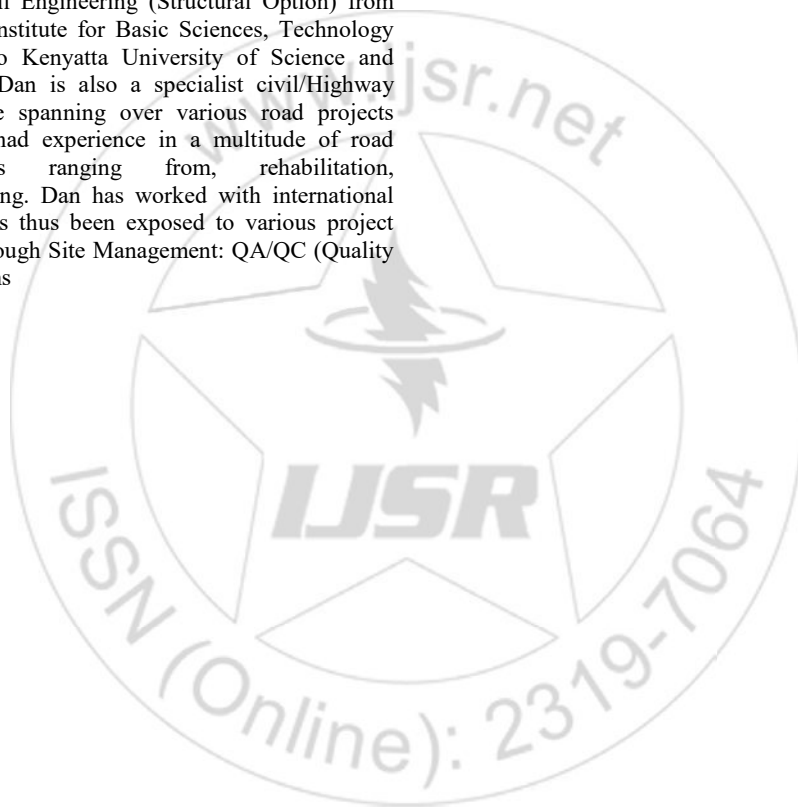 Engineering (Structural Option) from
nstitute for Basic Sciences, Technology
o Kenyatta University of Science and
Dan is also a specialist civil/Highway
e spanning over various road projects
had experience in a multitude of road
s ranging from, rehabilitation,
ng. Dan has worked with international
s thus been exposed to various project
ough Site Management: QA/QC (Quality
ns
www.ijsr.net
IJSR
ISSN (Online): 2319-7064